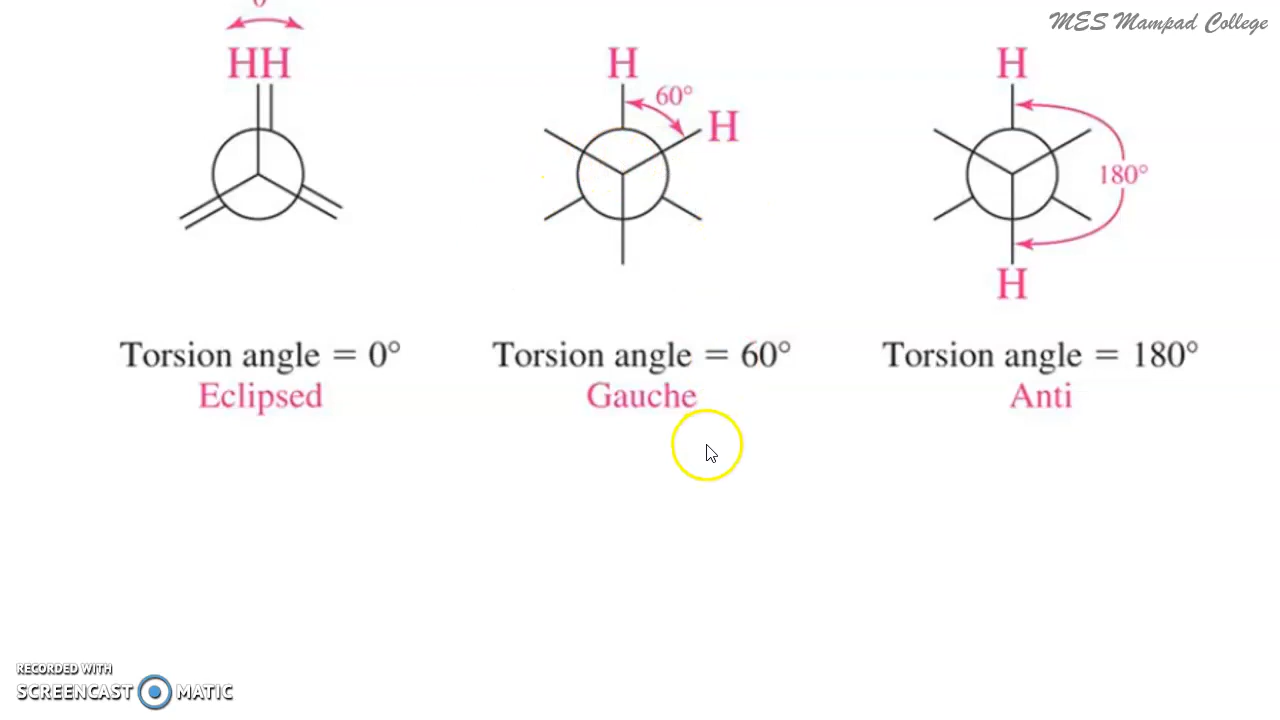 MES Mampad College
0°
HH
H
60°
H
H
180°
H
Torsion angle = 0°
Eclipsed
Torsion angle = 60°
Gauche
Torsion angle = 180°
Anti
RECORDED WITH
SCREENCAST MATIC